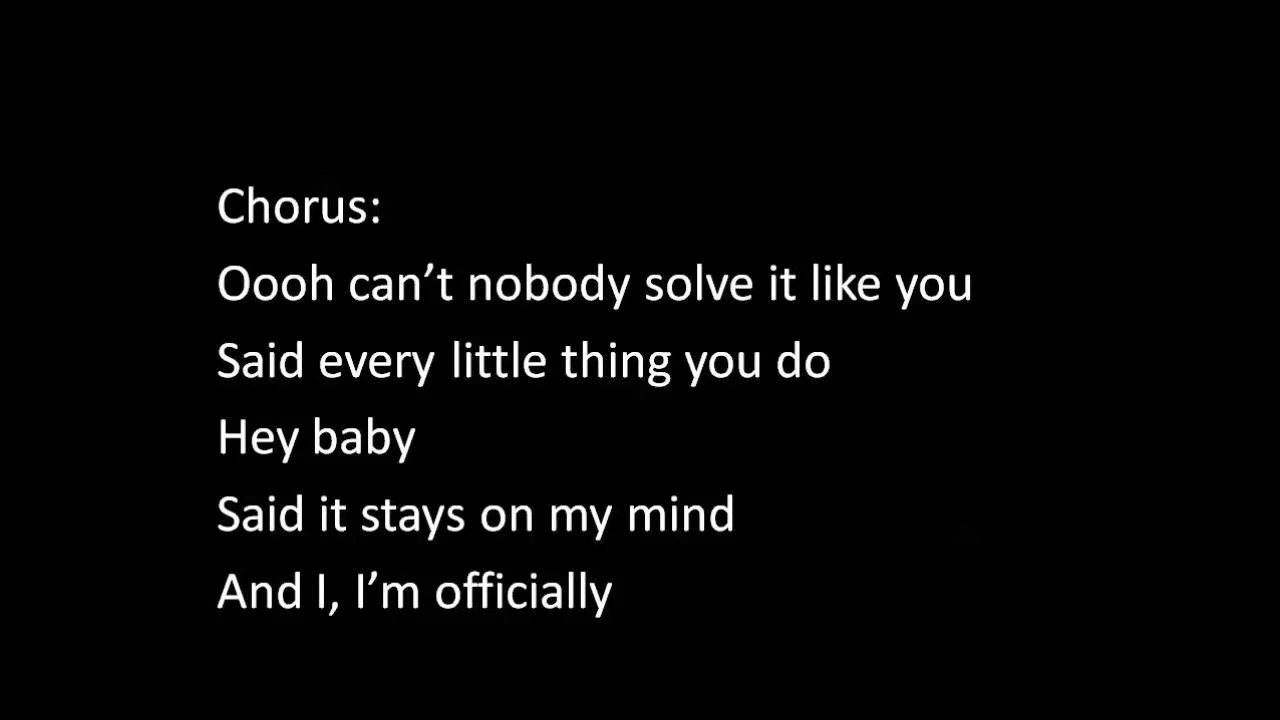 Chorus:
Oooh can’t nobody solve it like you
Said every little thing you do
Hey baby
Said it stays on my mind
And I, I’m officially